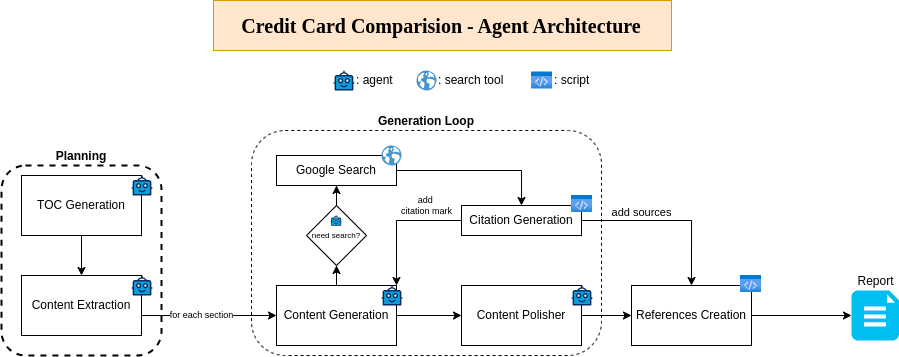 Credit Card Comparision - Agent Architecture
: agent
: search tool
: script
Generation Loop
Planning
Google Search
TOC Generation
add
citation mark
Citation Generation
add sources
need search?
Content Extraction
for each section
Content Generation
Content Polisher
References Creation
Report